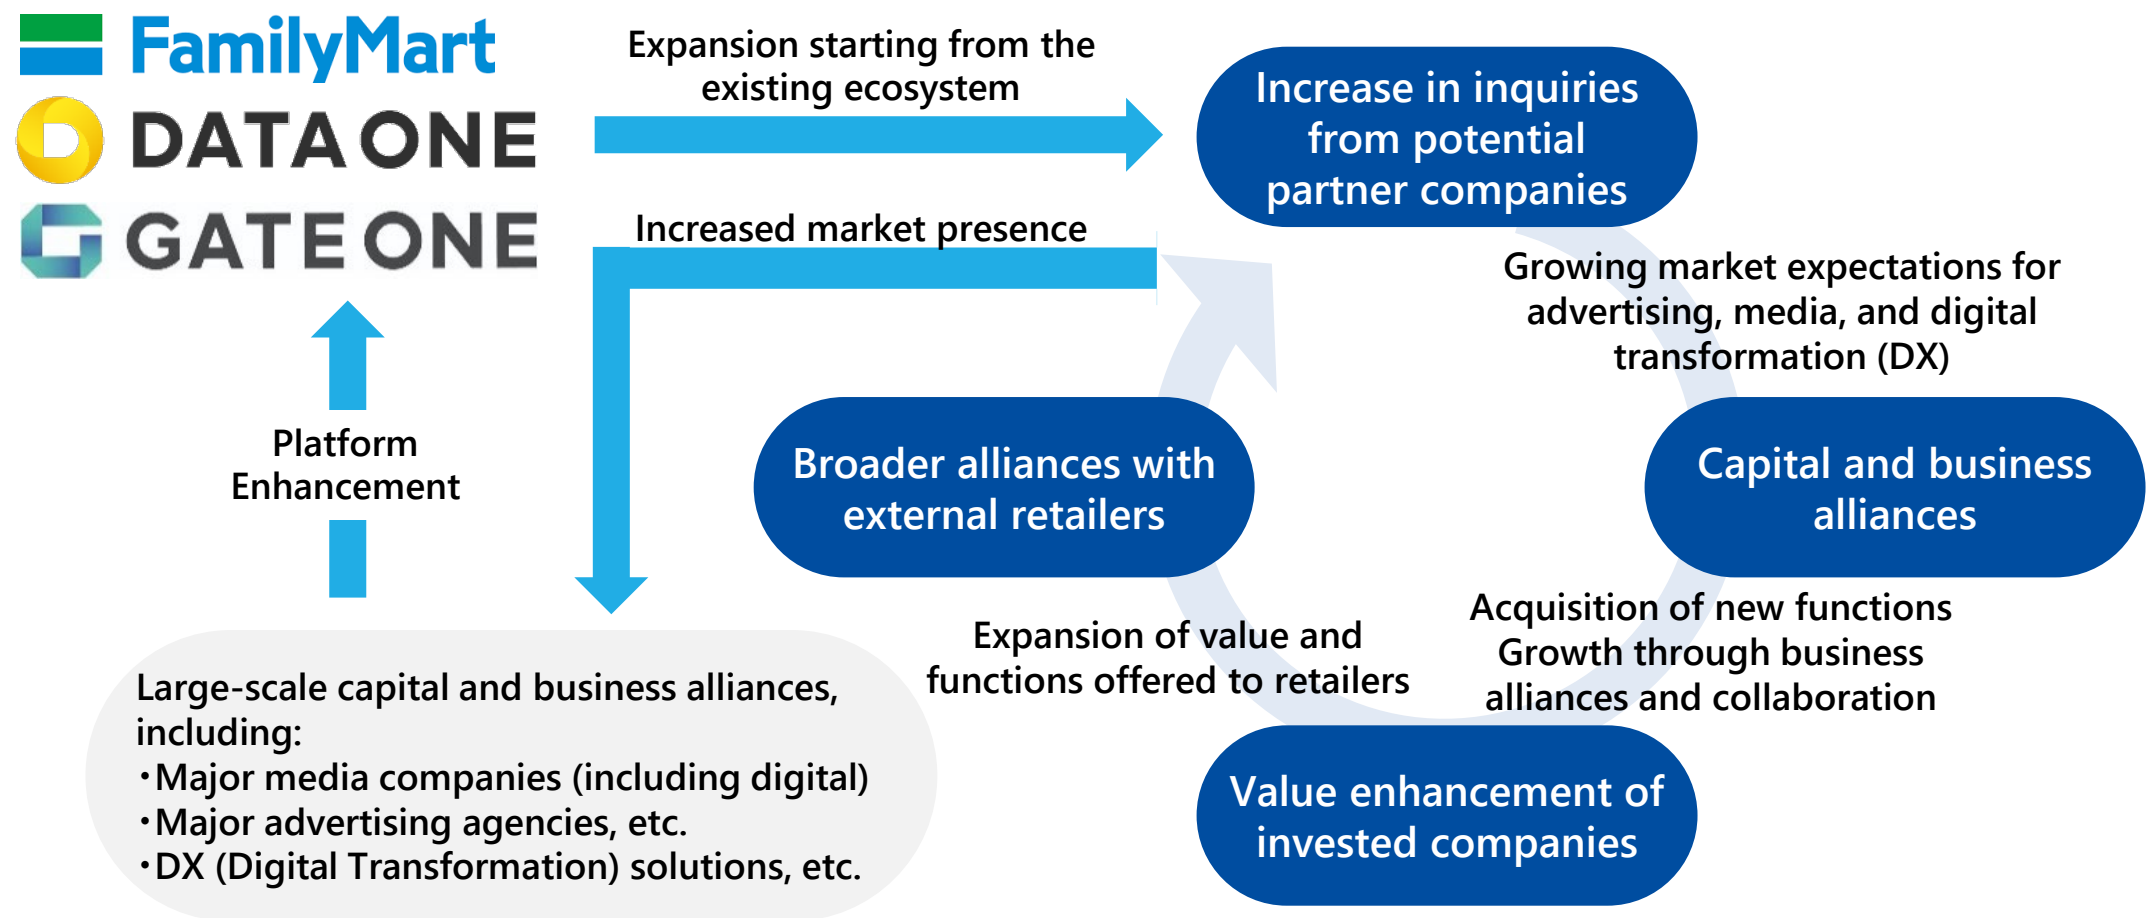 FamilyMart
DATA ONE
GATE ONE
Expansion starting from the
existing ecosystem
Increased market presence
Platform
Enhancement
Large-scale capital and business alliances,
including:
・Major media companies (including digital)
・Major advertising agencies, etc.
・DX (Digital Transformation) solutions, etc.
Increase in inquiries
from potential
partner companies
Growing market expectations for
advertising, media, and digital
transformation (DX)
Capital and business
alliances
Acquisition of new functions
Growth through business
alliances and collaboration
Value enhancement of
invested companies
Expansion of value and
functions offered to retailers
Broader alliances with
external retailers